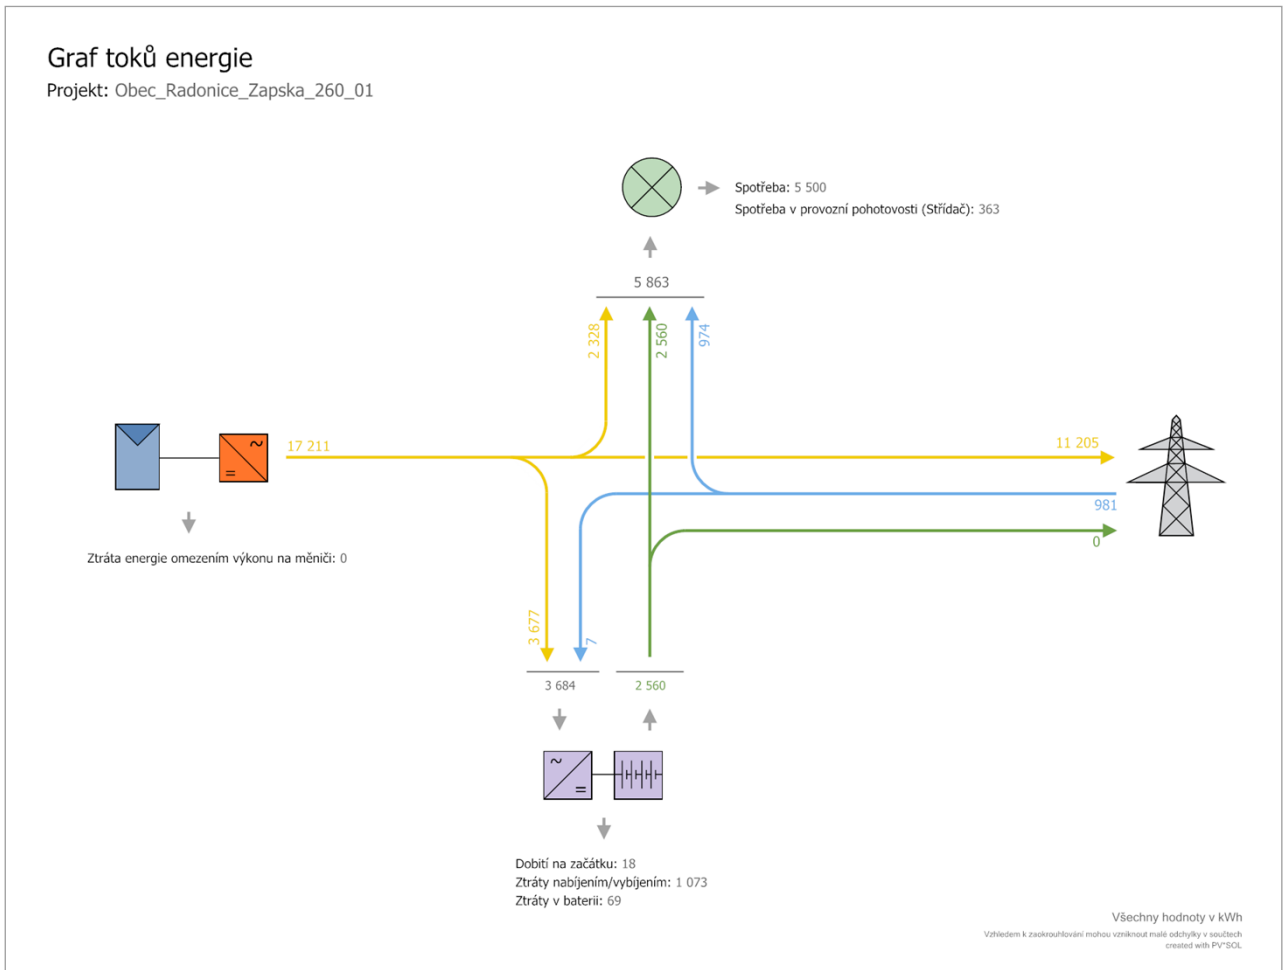 Graf toků energie
Projekt: Obec_Radonice_Zapska_260_01
Spotřeba: 5 500
Spotřeba v provozní pohotovosti (Střídač): 363
5 863
2 328
2 560
974
17 211
11 205
981
0
Ztráta energie omezením výkonu na měniči: 0
3 677
7
3 684
2 560
Dobití na začátku: 18
Ztráty nabíjením/vybíjením: 1 073
Ztráty v baterii: 69
Všechny hodnoty v kWh
Vzhledem k zaokrouhlování mohou vzniknout malé odchylky v součtech
created with PV*SOL